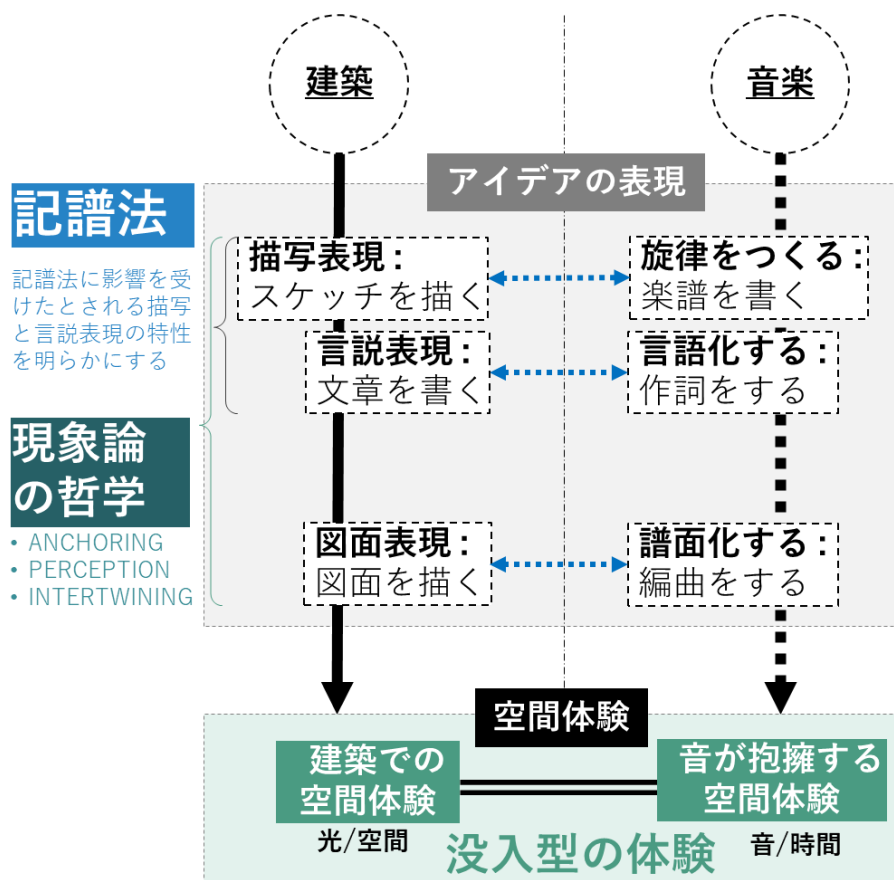 建築
音楽
アイデアの表現
記譜法
記譜法に影響を受
けたとされる描写
と言説表現の特性
を明らかにする
描写表現：
スケッチを描く
旋律をつくる：
楽譜を書く
言説表現：
文章を書く
言語化する：
作詞をする
現象論
の哲学
• ANCHORING
• PERCEPTION
• INTERTWINING
図面表現：
図面を描く
譜面化する：
編曲をする
空間体験
建築での
空間体験
光/空間
音が抱擁する
空間体験
音/時間
没入型の体験